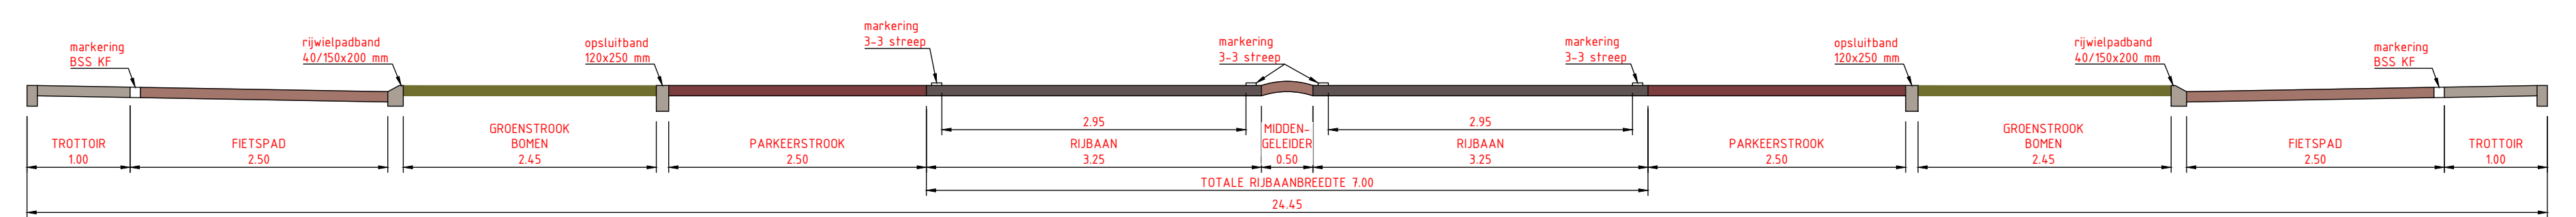 markering
BSS KF
rijwielpadband
40/150x200 mm
opsluitband
120x250 mm
markering
3-3 streep
markering
3-3 streep
markering
3-3 streep
opsluitband
120x250 mm
rijwielpadband
40/150x200 mm
markering
BSS KF
TROTTOIR
1.00
FIETSPAD
2.50
GROENSTROOK
BOMEN
2.45
PARKEERSTROOK
2.50
2.95
RIJBAAN
3.25
MIDDEN-
GELEIDER
0.50
2.95
RIJBAAN
3.25
PARKEERSTROOK
2.50
GROENSTROOK
BOMEN
2.45
FIETSPAD
2.50
TROTTOIR
1.00
TOTALE RIJBAANBREEDTE 7.00
24.45